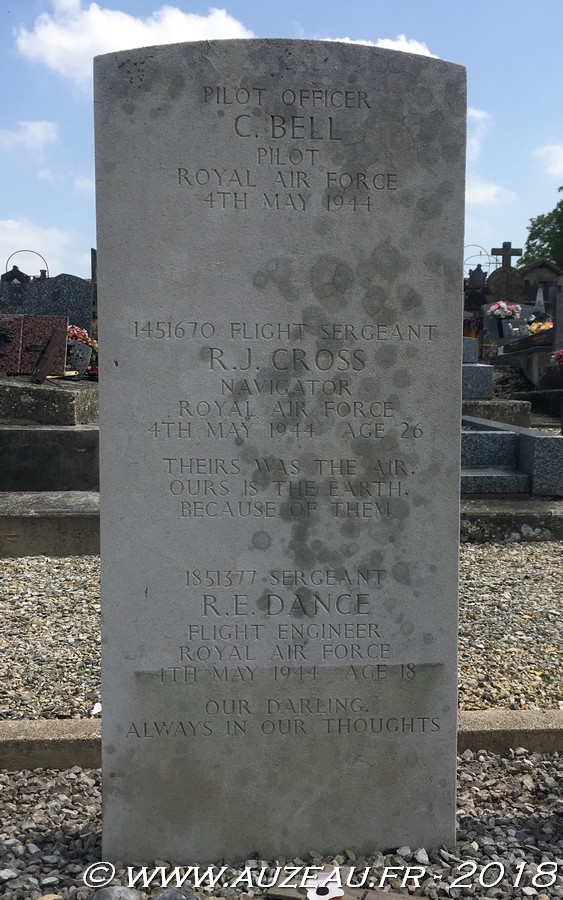 PILOT OFFICER
C. BELL
PILOT
ROYAL AIR FORCE
4TH MAY 1944
1451670 FLIGHT SERGEANT
R.J. CROSS
NAVIGATOR
ROYAL AIR FORCE
4TH MAY 1944 AGE 26
THEIRS WAS THE AIR,
OURS IS THE EARTH,
BECAUSE OF THEM
1851377 SERGEANT
R.E. DANCE
FLIGHT ENGINEER
ROYAL AIR FORCE
4TH MAY 1944 AGE 18
OUR DARLING.
ALWAYS IN OUR THOUGHTS
© WWW.AUZEAU.FR - 2018